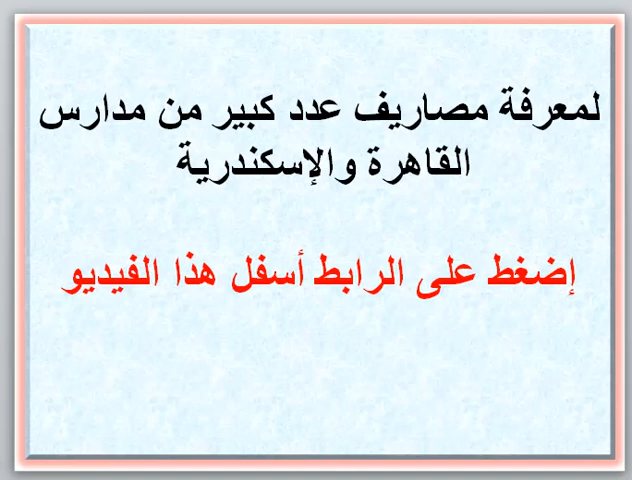 لمعرفة مصاريف عدد كبير من مدارس
القاهرة والإسكندرية
إضغط على الرابط أسفل هذا الفيديو